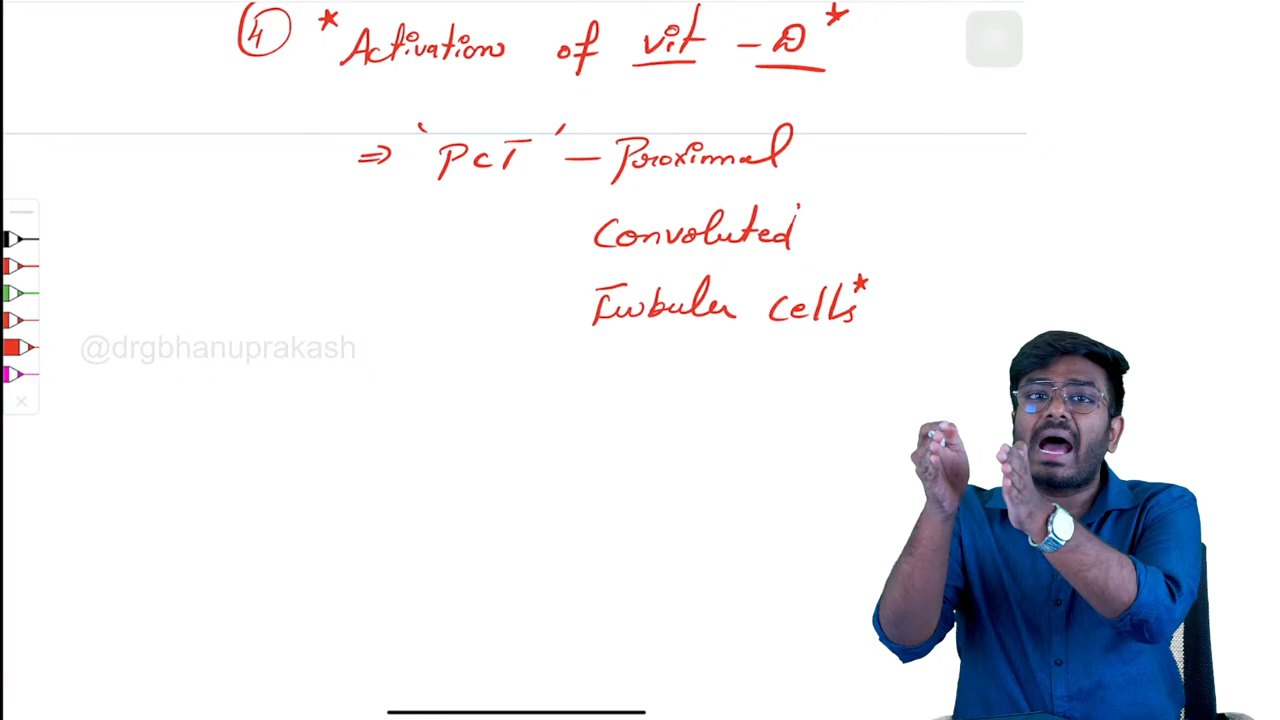 ④ * Activation of vit - D *
⇒ 'PCT' — Proximal
Convoluted
Tubular cells*
@drgbhanuprakash